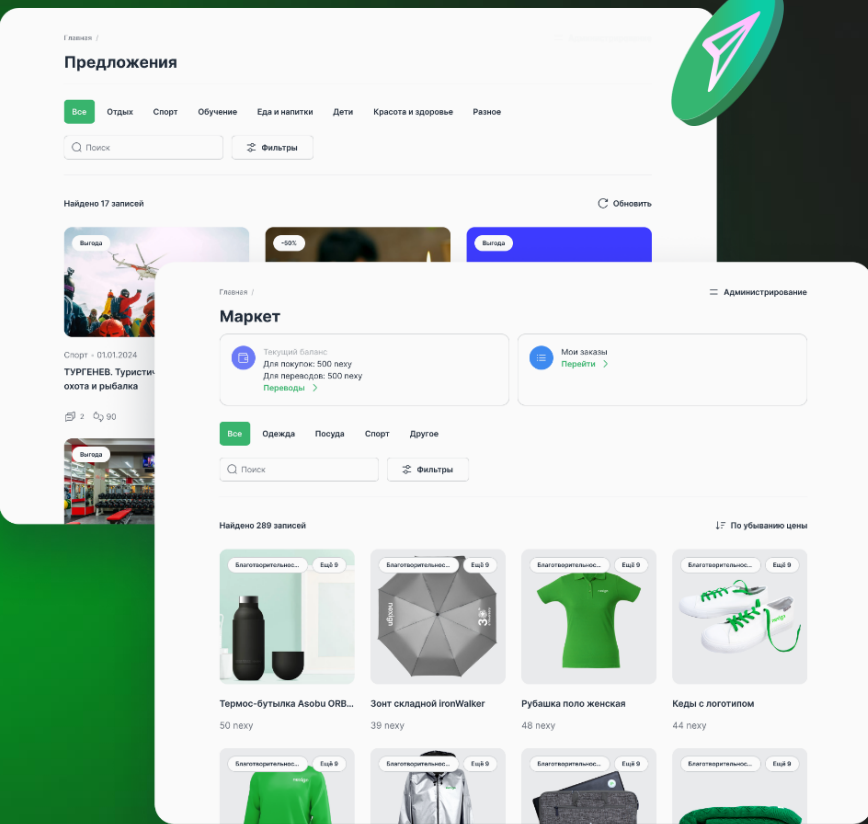 Главная /
Предложения
Все Отдых Спорт Обучение Еда и напитки Дети Красота и здоровье Разное
Поиск Фильтры
Найдено 17 записей Обновить
Выгода -50% Выгода
Спорт • 01.01.2024
ТУРГЕНЕВ.
охота и рыбалка
2 90
Выгода
Главная / Администрирование
Маркет
Текущий баланс
Для покупок: 500 nexy
Для переводов: 500 nexy
Переводы >
Мои заказы
Перейти >
Все Одежда Посуда Спорт Другое
Поиск Фильтры
Найдено 289 записей По убыванию цены
Благотворительнос... Ещё 9 Благотворительнос... Ещё 9 Благотворительнос... Ещё 9 Благотворительнос... Ещё 9
nexign
Термос-бутылка Asobu ORB... Зонт складной ironWalker Рубашка поло женская Кеды с логотипом
50 nexy 39 nexy 48 nexy 44 nexy
Благотворительнос... Ещё 9 Благотворительнос... Ещё 9 Благотворительнос... Ещё 9 Благотворительнос... Ещё 9